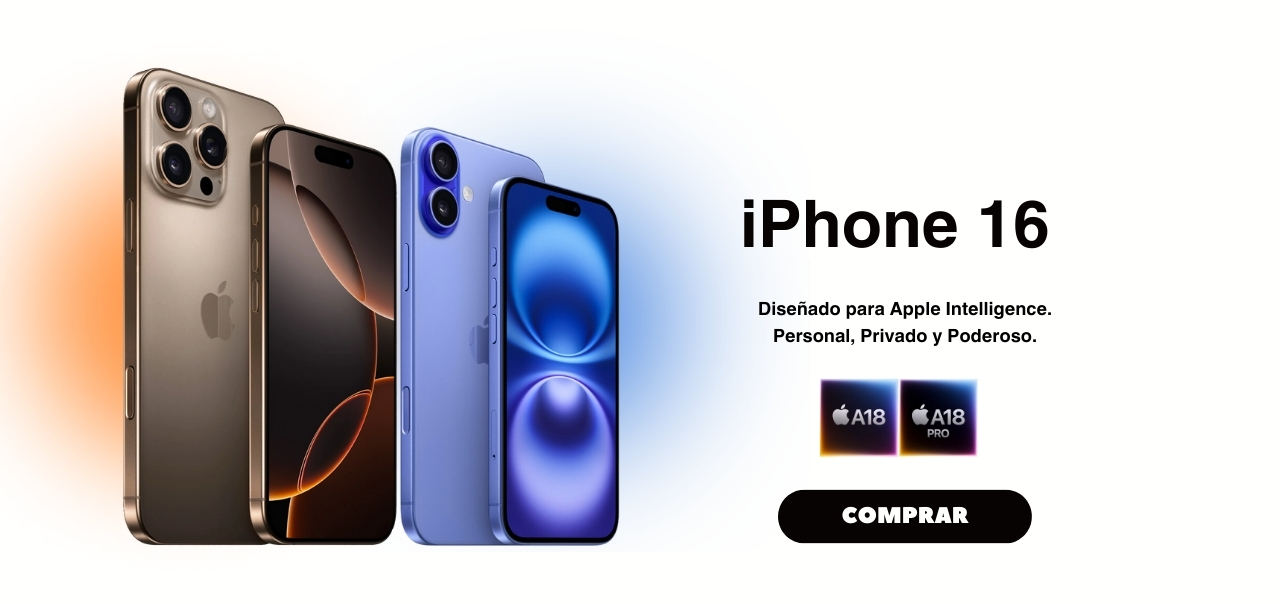 iPhone 16
Diseñado para Apple Intelligence.
Personal, Privado y Poderoso.
A18
A18
PRO
COMPRAR